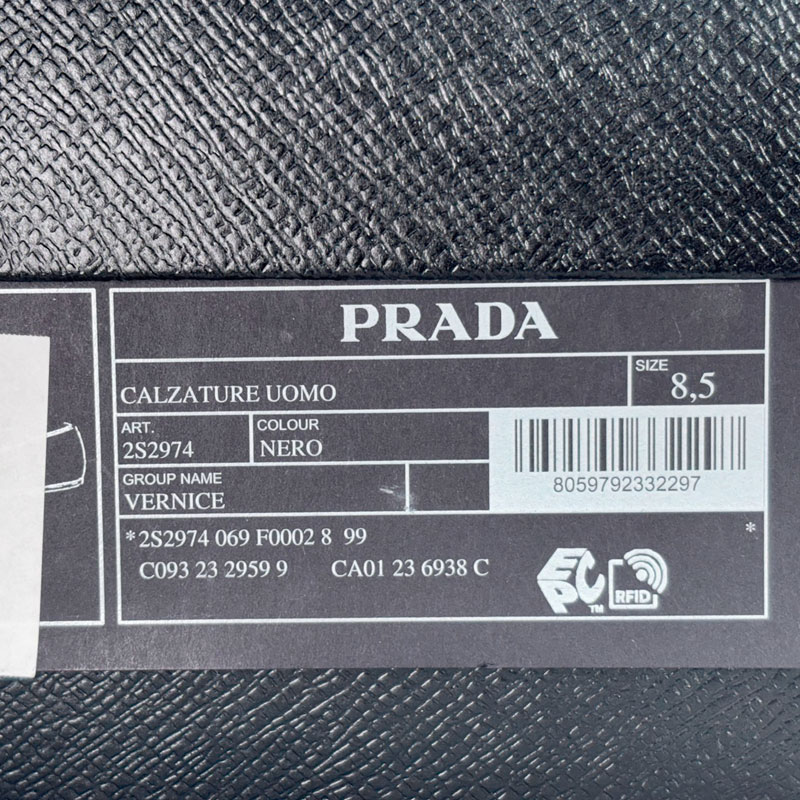 PRADA
CALZATURE UOMO
SIZE
8,5
ART.
2S2974
COLOUR
NERO
GROUP NAME
VERNICE
8059792332297
*2S2974 069 F0002 8 99 *
C093 23 2959 9 CA01 23 6938 C
EPC™
RFID